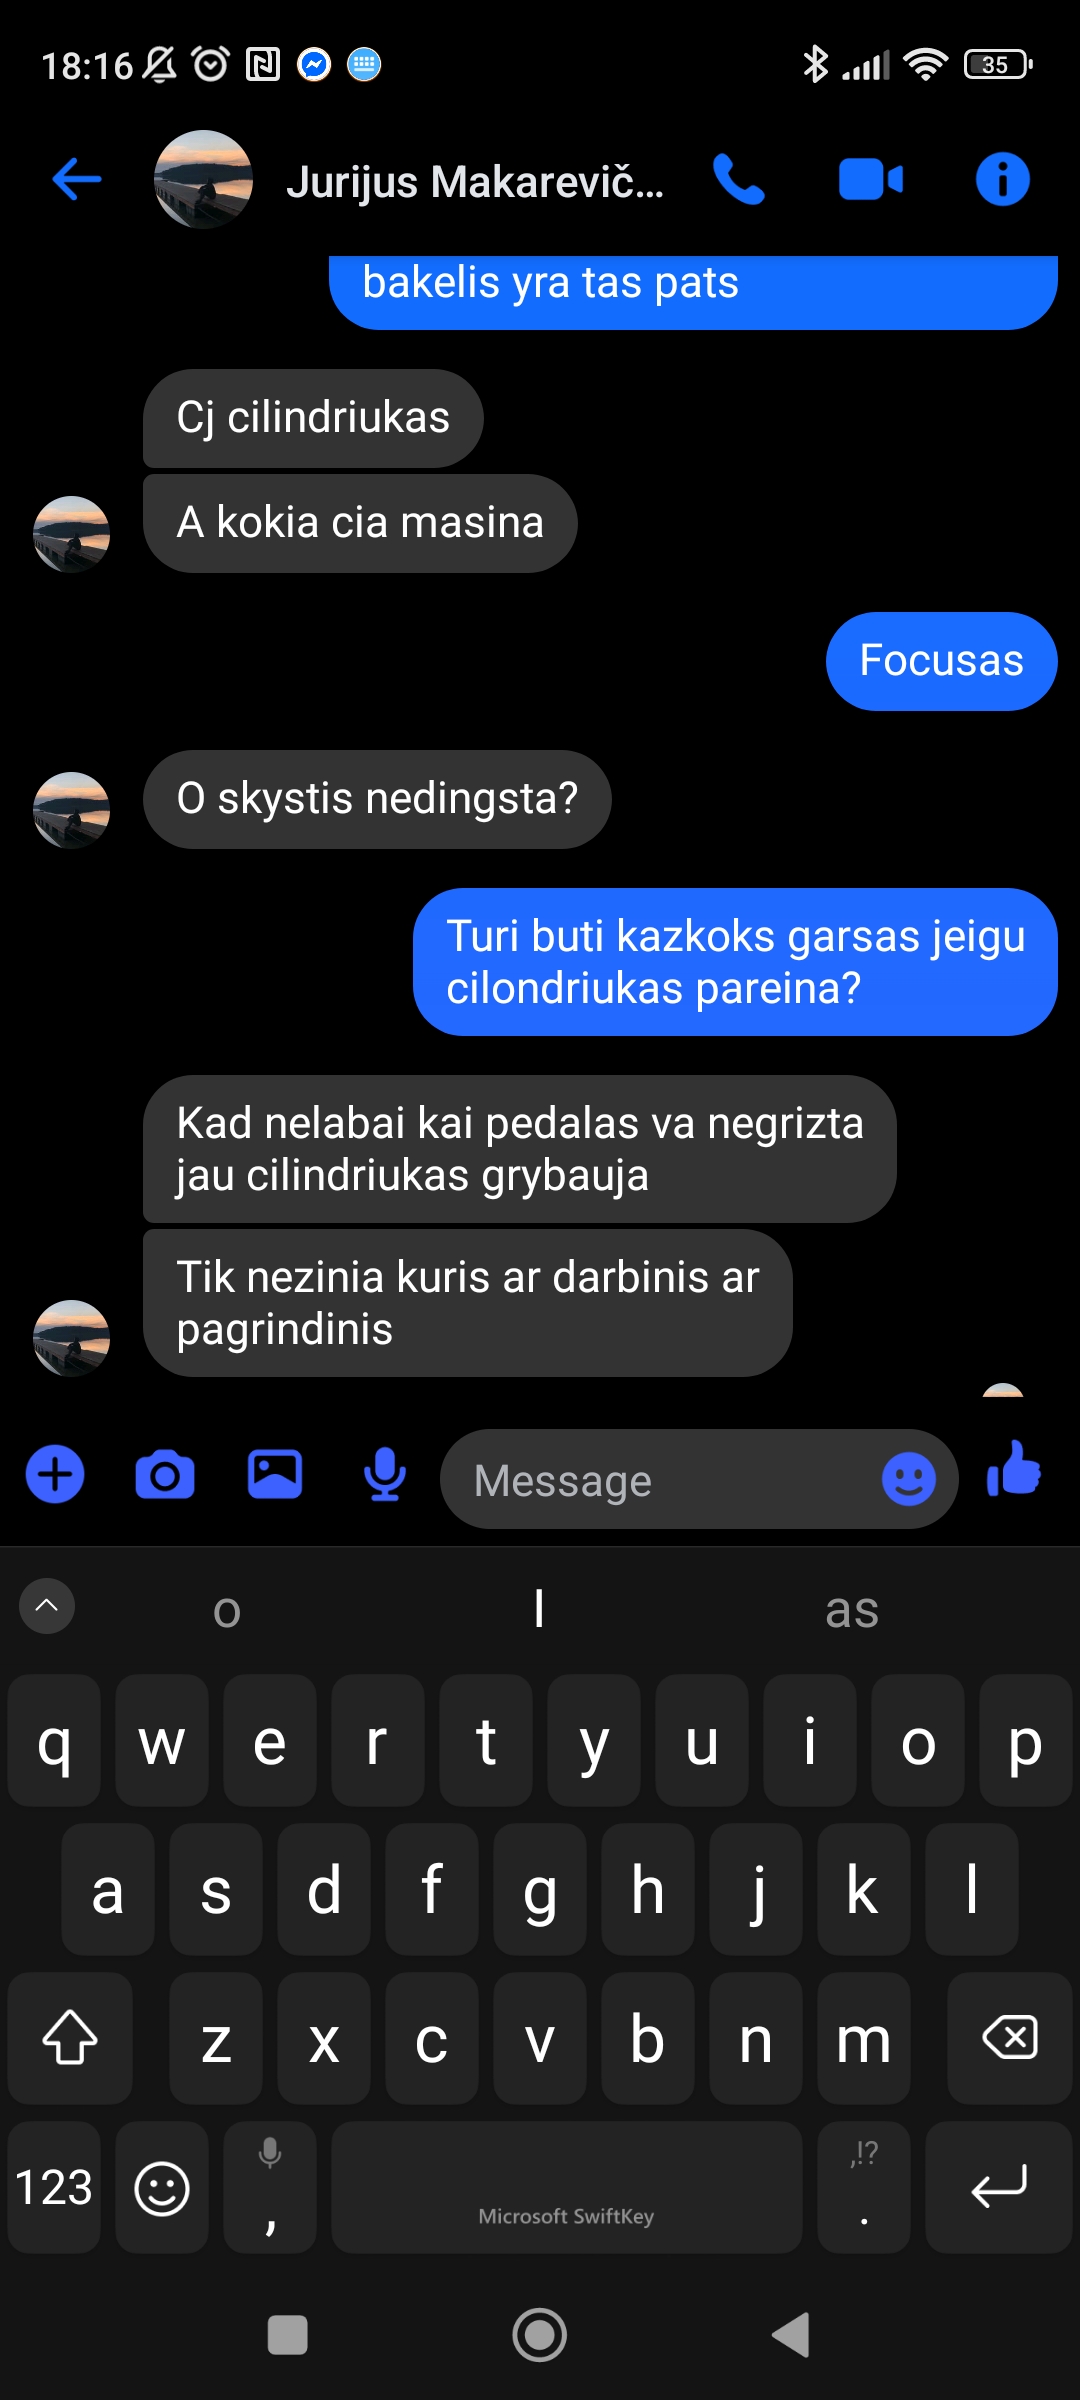 18:16
35
Jurijus Makarevič...
bakelis yra tas pats
Cj cilindriukas
A kokia cia masina
Focusas
O skystis nedingsta?
Turi buti kazkoks garsas jeigu
cilondriukas pareina?
Kad nelabai kai pedalas va negrizta
jau cilindriukas grybauja
Tik nezinia kuris ar darbinis ar
pagrindinis
Message
o I as
q w e r t y u i o p
a s d f g h j k l
z x c v b n m
,!?
123 , Microsoft SwiftKey .